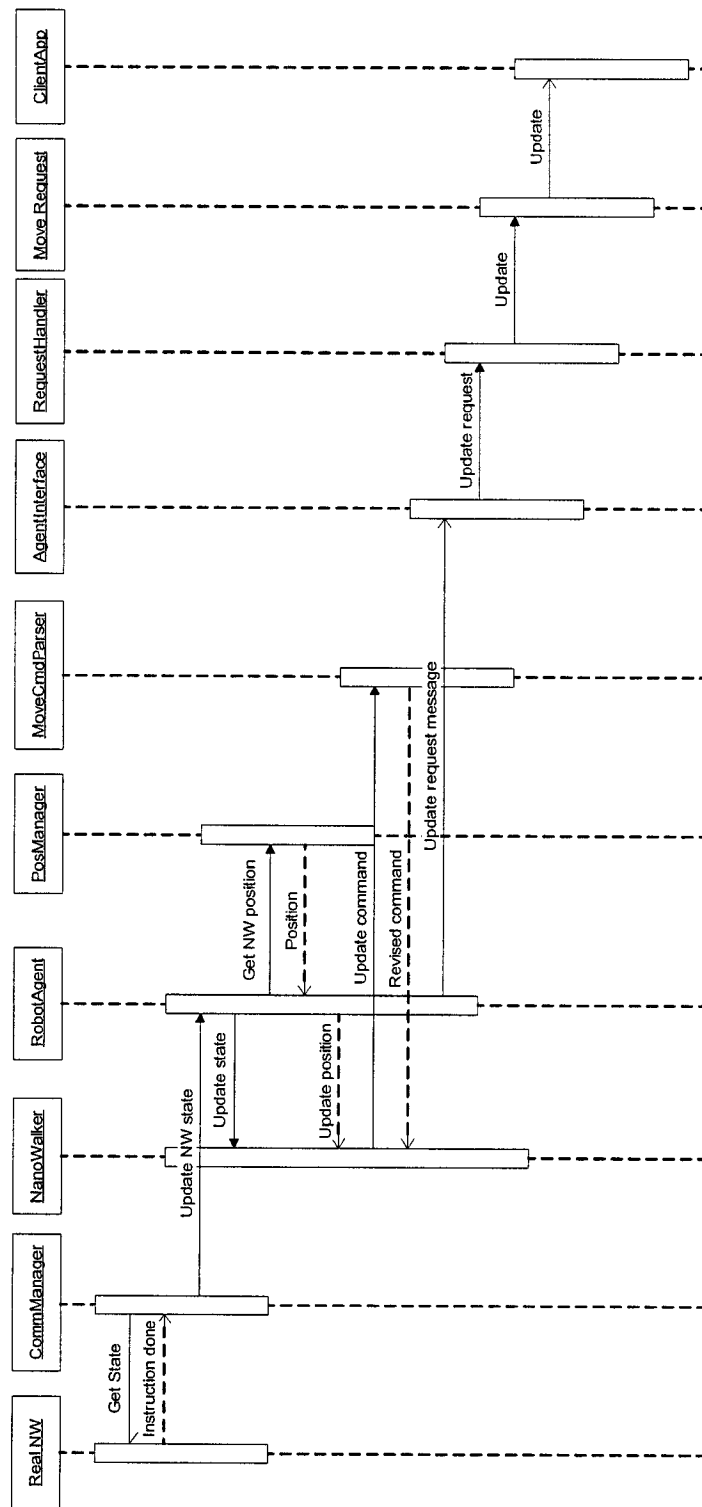 Real NW
CommManager
NanoWalker
RobotAgent
PosManager
MoveCmdParser
AgentInterface
RequestHandler
Move Request
ClientApp
Get State
Instruction done
Update NW state
Update state
Get NW position
Position
Update position
Update command
Revised command
Update request message
Update request
Update
Update